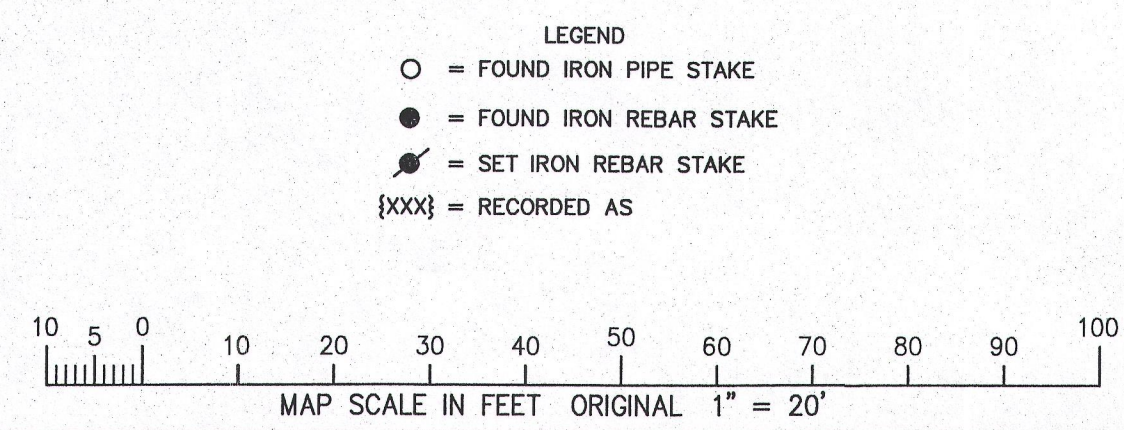 LEGEND
= FOUND IRON PIPE STAKE
= FOUND IRON REBAR STAKE
= SET IRON REBAR STAKE
{XXX} = RECORDED AS
10 5 0 10 20 30 40 50 60 70 80 90 100
MAP SCALE IN FEET ORIGINAL 1" = 20'